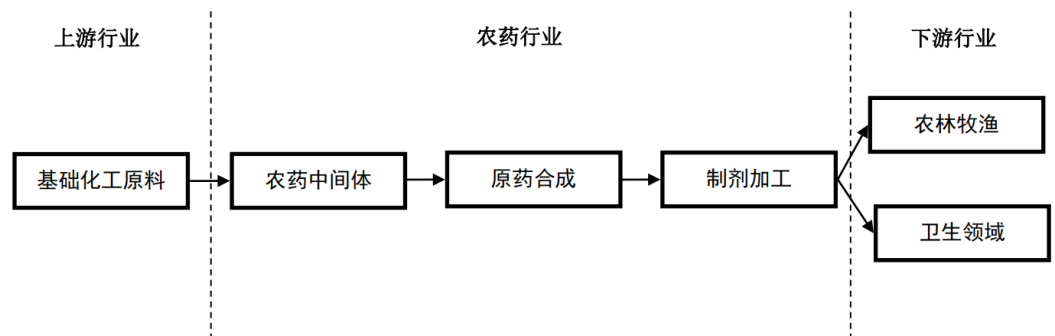 上游行业
农药行业
下游行业
基础化工原料
农药中间体
原药合成
制剂加工
农林牧渔
卫生领域